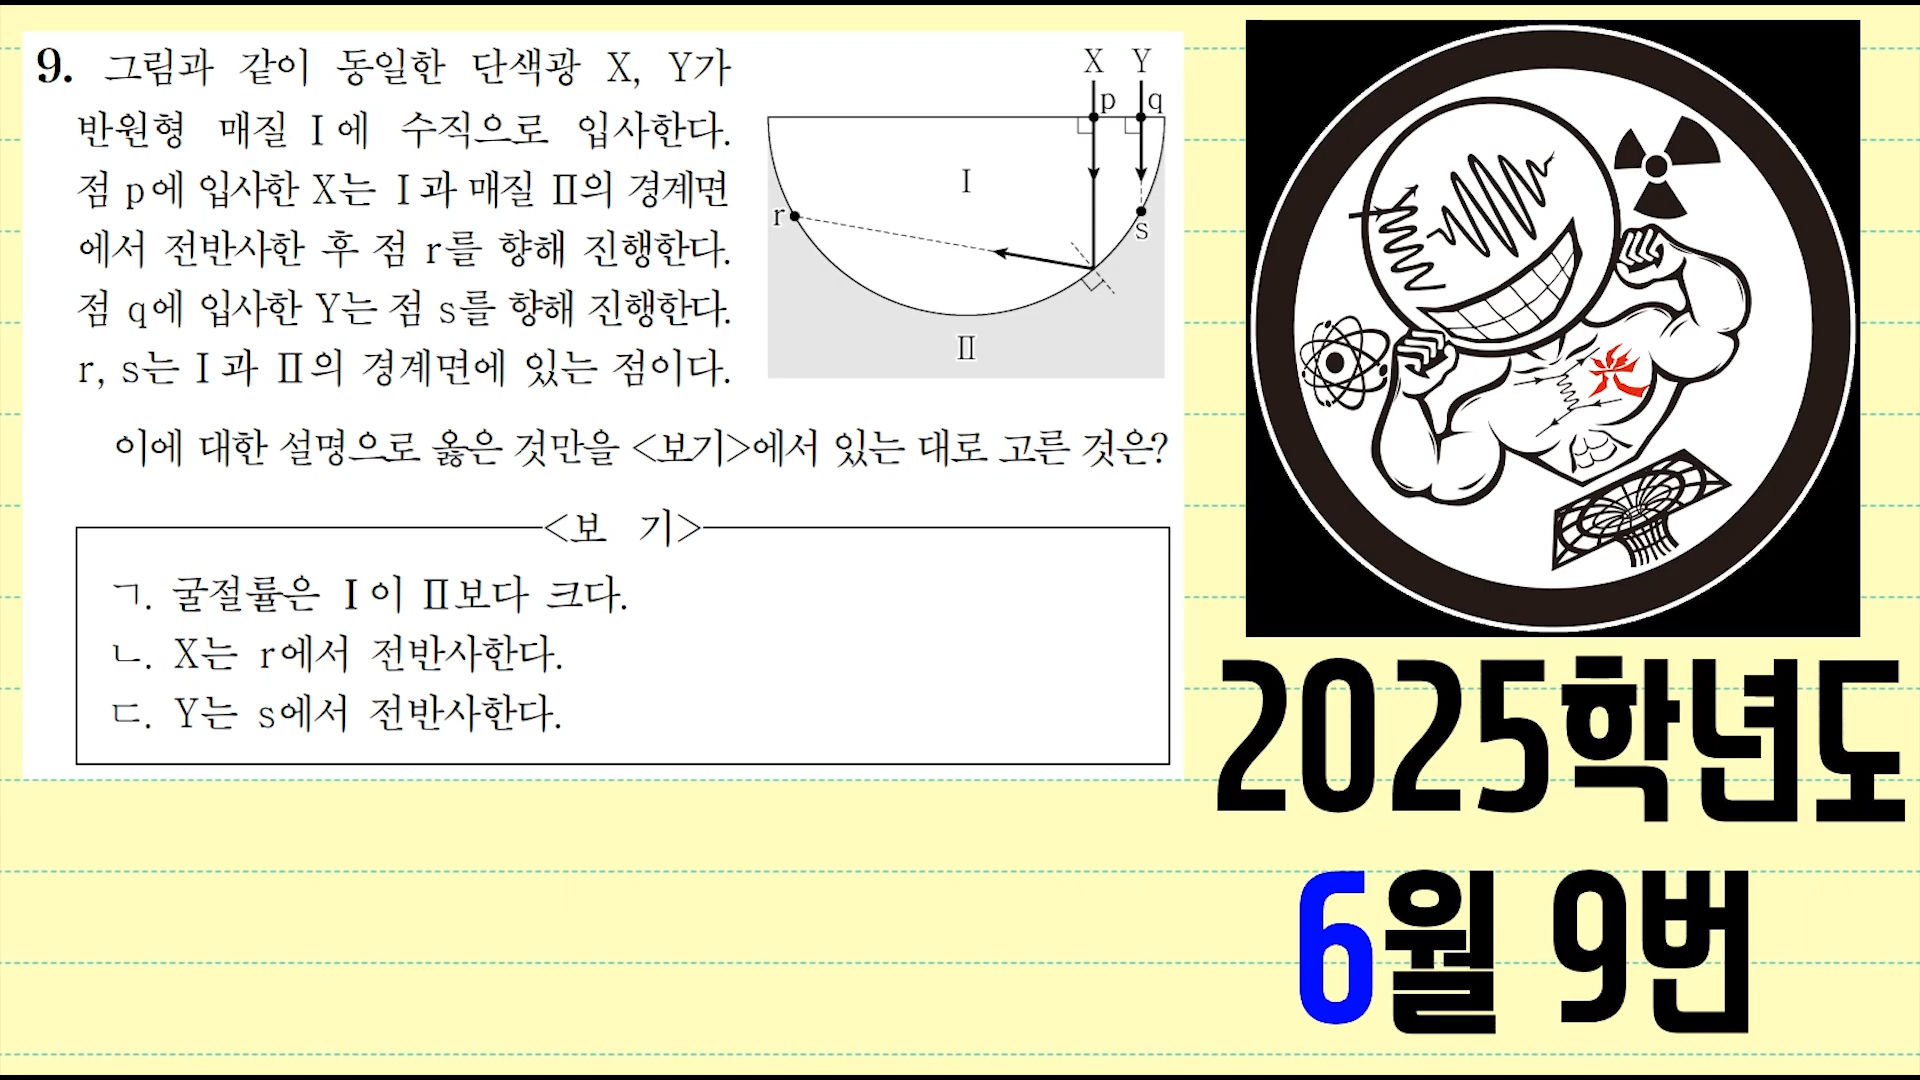 9. 그림과 같이 동일한 단색광 X, Y가
반원형 매질 Ⅰ에 수직으로 입사한다.
점 p에 입사한 X는 Ⅰ과 매질 Ⅱ의 경계면
에서 전반사한 후 점 r를 향해 진행한다.
점 q에 입사한 Y는 점 s를 향해 진행한다.
r, s는 Ⅰ과 Ⅱ의 경계면에 있는 점이다.
X Y
p q
Ⅰ
r
s
Ⅱ
이에 대한 설명으로 옳은 것만을 <보기>에서 있는 대로 고른 것은?
<보 기>
ㄱ. 굴절률은 Ⅰ이 Ⅱ보다 크다.
ㄴ. X는 r에서 전반사한다.
ㄷ. Y는 s에서 전반사한다.
2025학년도
6월 9번